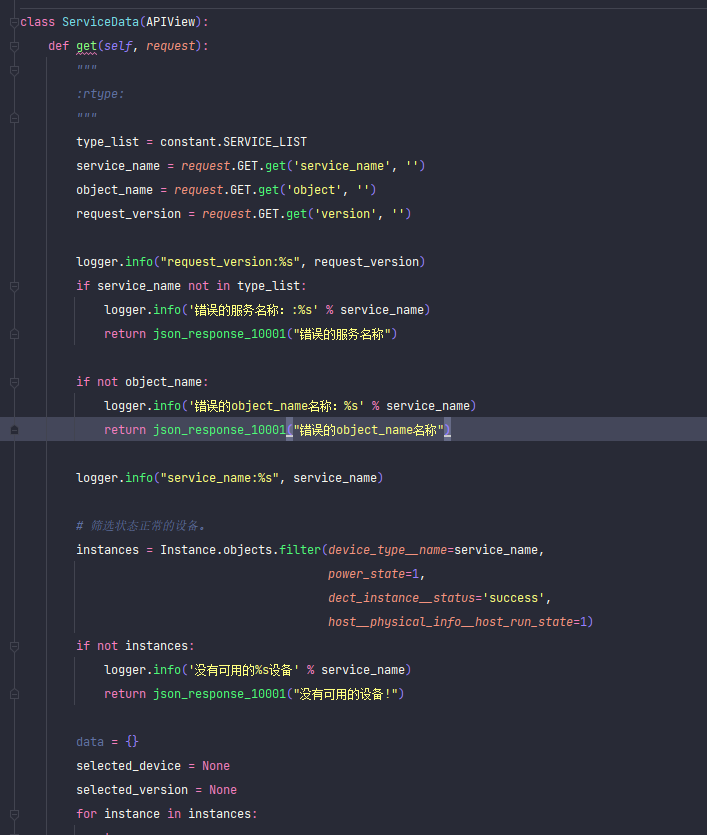 class ServiceData(APIView):
    def get(self, request):
        """
        :rtype:
        """
        type_list = constant.SERVICE_LIST
        service_name = request.GET.get('service_name', '')
        object_name = request.GET.get('object', '')
        request_version = request.GET.get('version', '')
        logger.info("request_version:%s", request_version)
        if service_name not in type_list:
            logger.info('错误的服务名称：:%s' % service_name)
            return json_response_10001("错误的服务名称")
        if not object_name:
            logger.info('错误的object_name名称：%s' % service_name)
            return json_response_10001("错误的object_name名称")
        logger.info("service_name:%s", service_name)
        # 筛选状态正常的设备。
        instances = Instance.objects.filter(device_type__name=service_name,
                                            power_state=1,
                                            dect_instance__status='success',
                                            host__physical_info__host_run_state=1)
        if not instances:
            logger.info('没有可用的%s设备' % service_name)
            return json_response_10001("没有可用的设备!")
        data = {}
        selected_device = None
        selected_version = None
        for instance in instances: